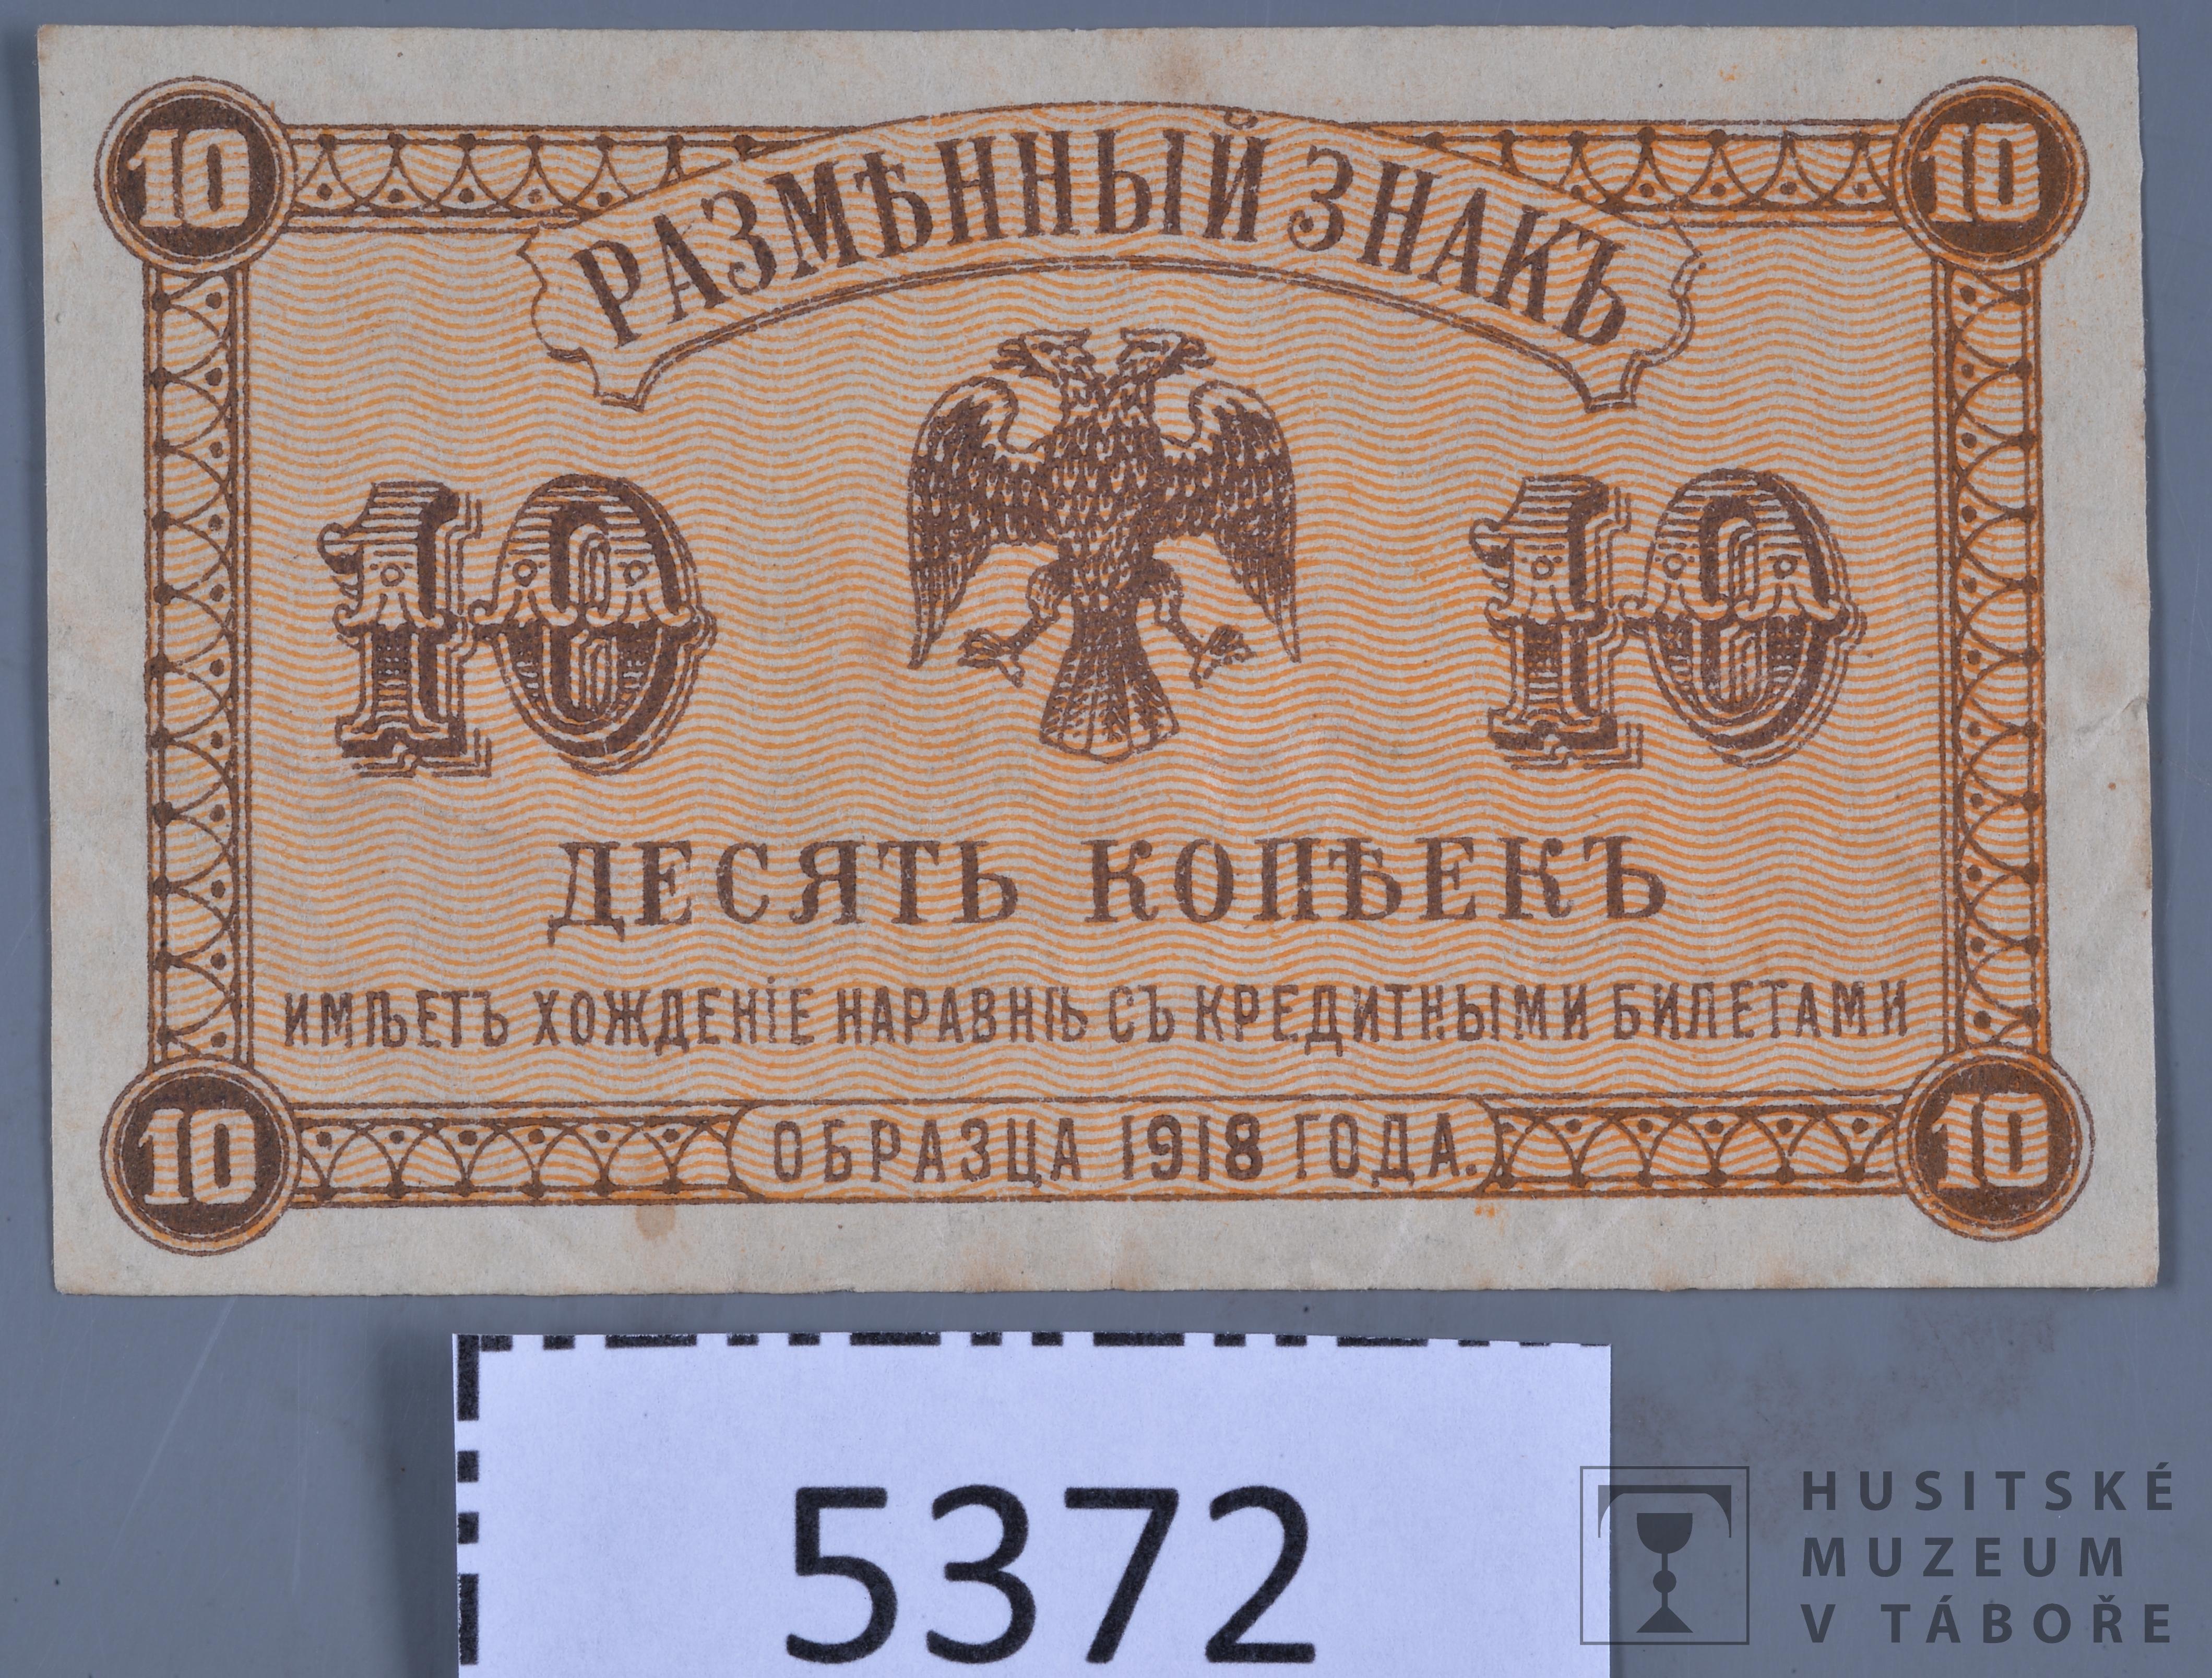 10 10
РАЗМѢННЫЙ ЗНАКЪ
10 10
ДЕСЯТЬ КОПѢЕКЪ
ИМѢЕТЪ ХОЖДЕНІЕ НАРАВНѢ СЪ КРЕДИТНЫМИ БИЛЕТАМИ
10 ОБРАЗЦА 1918 ГОДА. 10
5372
HUSITSKÉ
MUZEUM
V TÁBOŘE